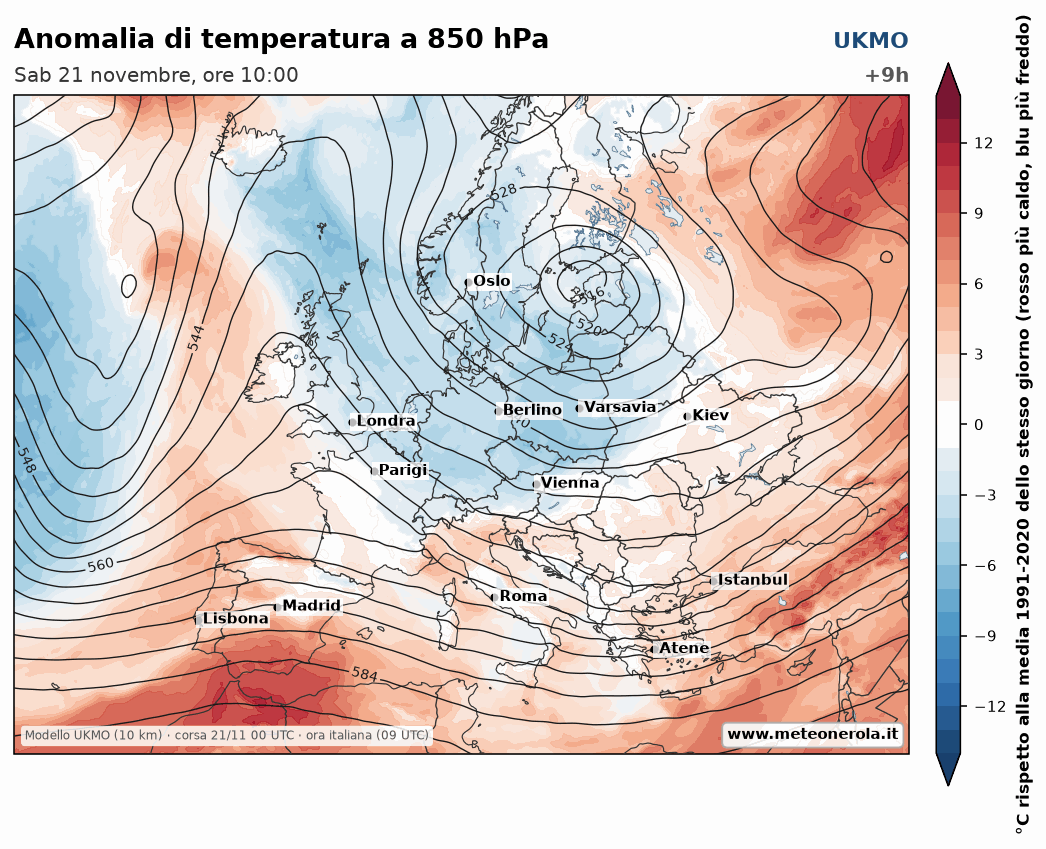 Anomalia di temperatura a 850 hPa
UKMO
Sab 21 novembre, ore 10:00
+9h
528
Oslo
516
520
524
544
Berlino
Varsavia
Kiev
Londra
548
Parigi
Vienna
560
Istanbul
Madrid
Roma
Lisbona
Atene
584
Modello UKMO (10 km) · corsa 21/11 00 UTC · ora italiana (09 UTC)
www.meteonerola.it
12
9
6
3
0
−3
−6
−9
−12
°C rispetto alla media 1991-2020 dello stesso giorno (rosso più caldo, blu più freddo)